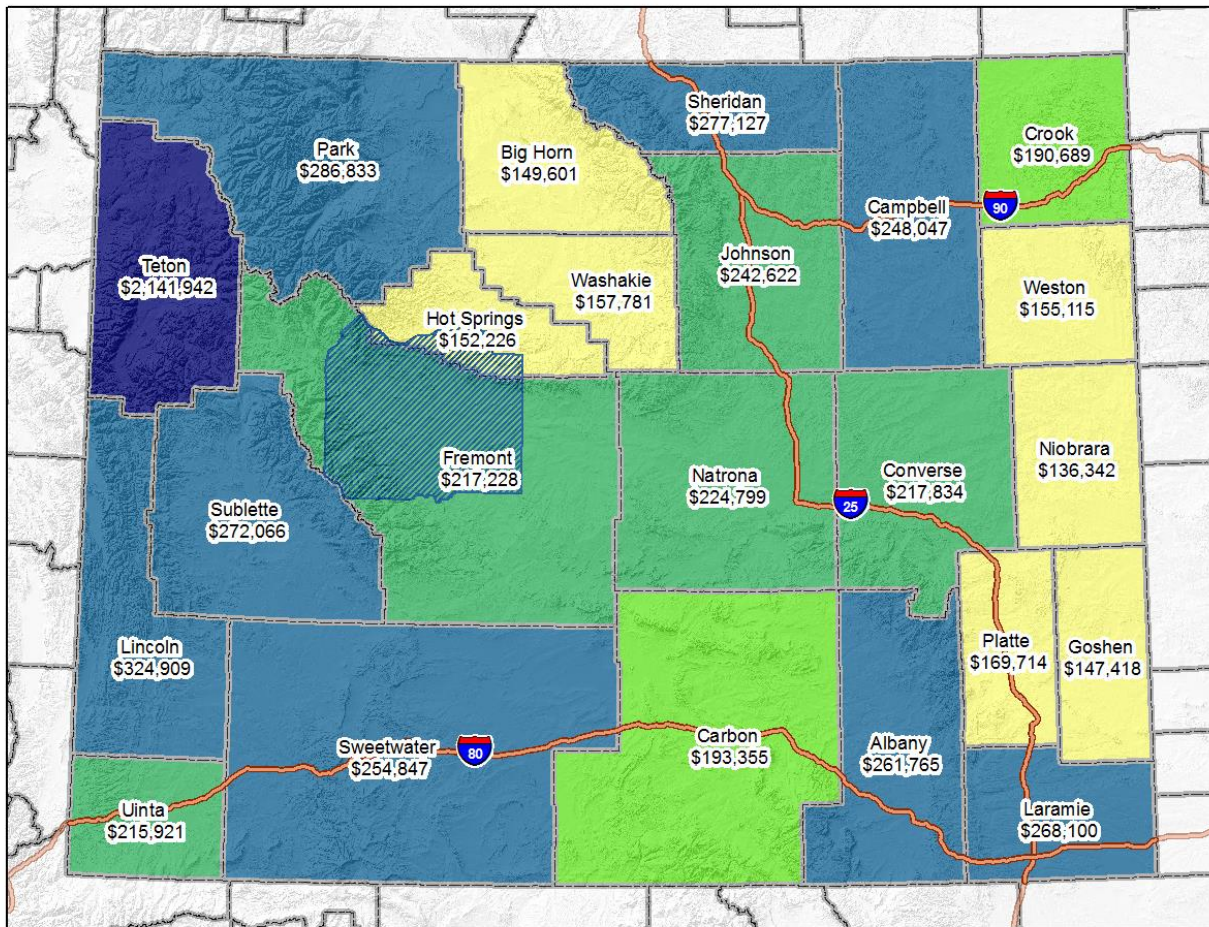 Sheridan
$277,127
Crook
$190,689
Park
$286,833
Big Horn
$149,601
90
Campbell
$248,047
Johnson
$242,622
Teton
$2,141,942
Washakie
$157,781
Weston
$155,115
Hot Springs
$152,226
Fremont
$217,228
Natrona
$224,799
Converse
$217,834
Niobrara
$136,342
25
Sublette
$272,066
Lincoln
$324,909
Platte
$169,714
Goshen
$147,418
Sweetwater
$254,847
80
Carbon
$193,355
Albany
$261,765
Uinta
$215,921
Laramie
$268,100